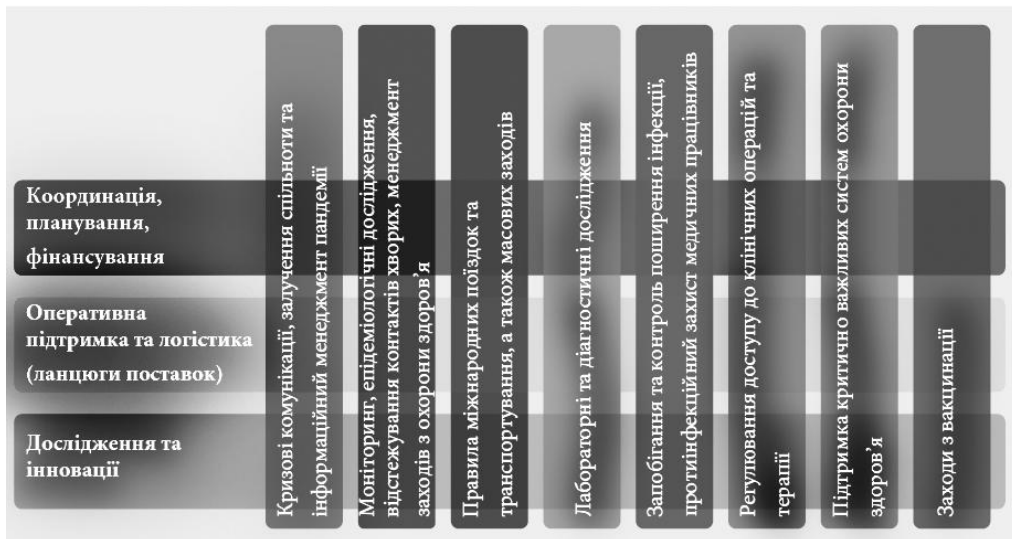 Координація,
планування,
фінансування
Оперативна
підтримка та логістика
(ланцюги поставок)
Дослідження та
інновації
Кризові комунікації, залучення спільноти та
інформаційний менеджмент пандемії
Моніторинг, епідеміологічні дослідження,
відстежування контактів хворих, менеджмент
заходів з охорони здоров’я
Правила міжнародних поїздок та
транспортування, а також масових заходів
Лабораторні та діагностичні дослідження
Запобігання та контроль поширення інфекції,
протиінфекційний захист медичних працівників
Регулювання доступу до клінічних операцій та
терапії
Підтримка критично важливих систем охорони
здоров’я
Заходи з вакцинації